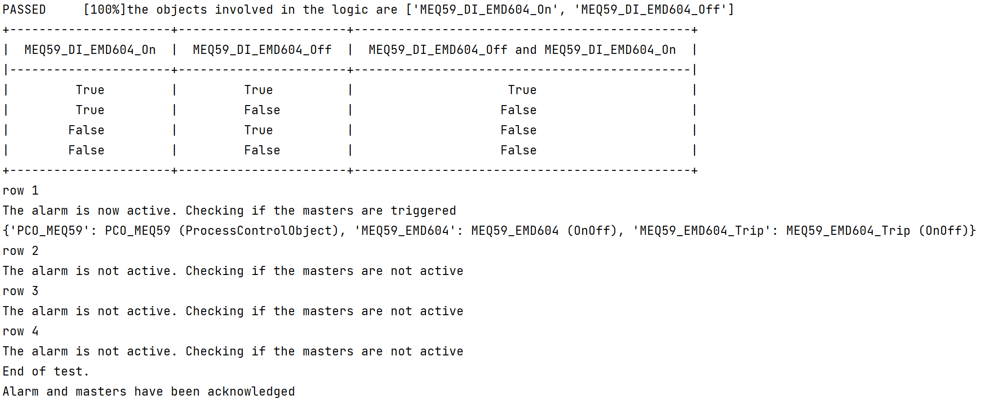 PASSED     [100%]the objects involved in the logic are ['MEQ59_DI_EMD604_On', 'MEQ59_DI_EMD604_Off']
+----------------------+-----------------------+----------------------------------------------+
|  MEQ59_DI_EMD604_On  |  MEQ59_DI_EMD604_Off  |  MEQ59_DI_EMD604_Off and MEQ59_DI_EMD604_On  |
|----------------------+-----------------------+----------------------------------------------|
|         True         |         True          |                     True                     |
|         True         |         False         |                    False                     |
|        False         |         True          |                    False                     |
|        False         |         False         |                    False                     |
+----------------------+-----------------------+----------------------------------------------+
row 1
The alarm is now active. Checking if the masters are triggered
{'PCO_MEQ59': PCO_MEQ59 (ProcessControlObject), 'MEQ59_EMD604': MEQ59_EMD604 (OnOff), 'MEQ59_EMD604_Trip': MEQ59_EMD604_Trip (OnOff)}
row 2
The alarm is not active. Checking if the masters are not active
row 3
The alarm is not active. Checking if the masters are not active
row 4
The alarm is not active. Checking if the masters are not active
End of test.
Alarm and masters have been acknowledged